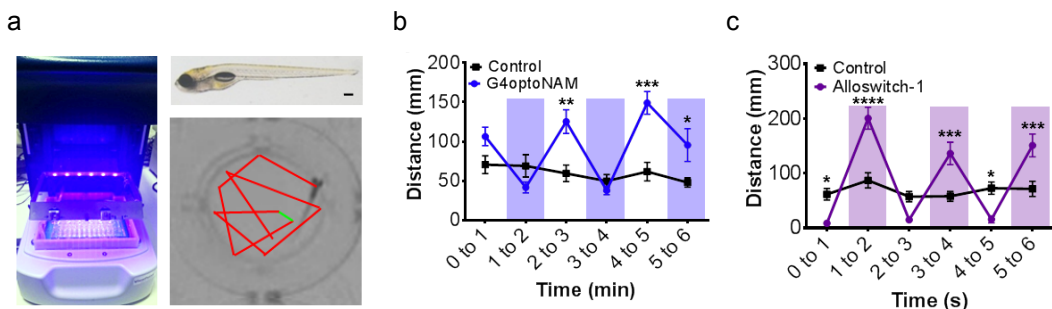 a
b
Control
G4optoNAM
Distance (mm)
200
150
100
50
0
**
***
*
0 to 1
1 to 2
2 to 3
3 to 4
4 to 5
5 to 6
Time (min)
c
Control
Alloswitch-1
Distance (mm)
300
200
100
0
*
****
***
*
***
0 to 1
1 to 2
2 to 3
3 to 4
4 to 5
5 to 6
Time (s)